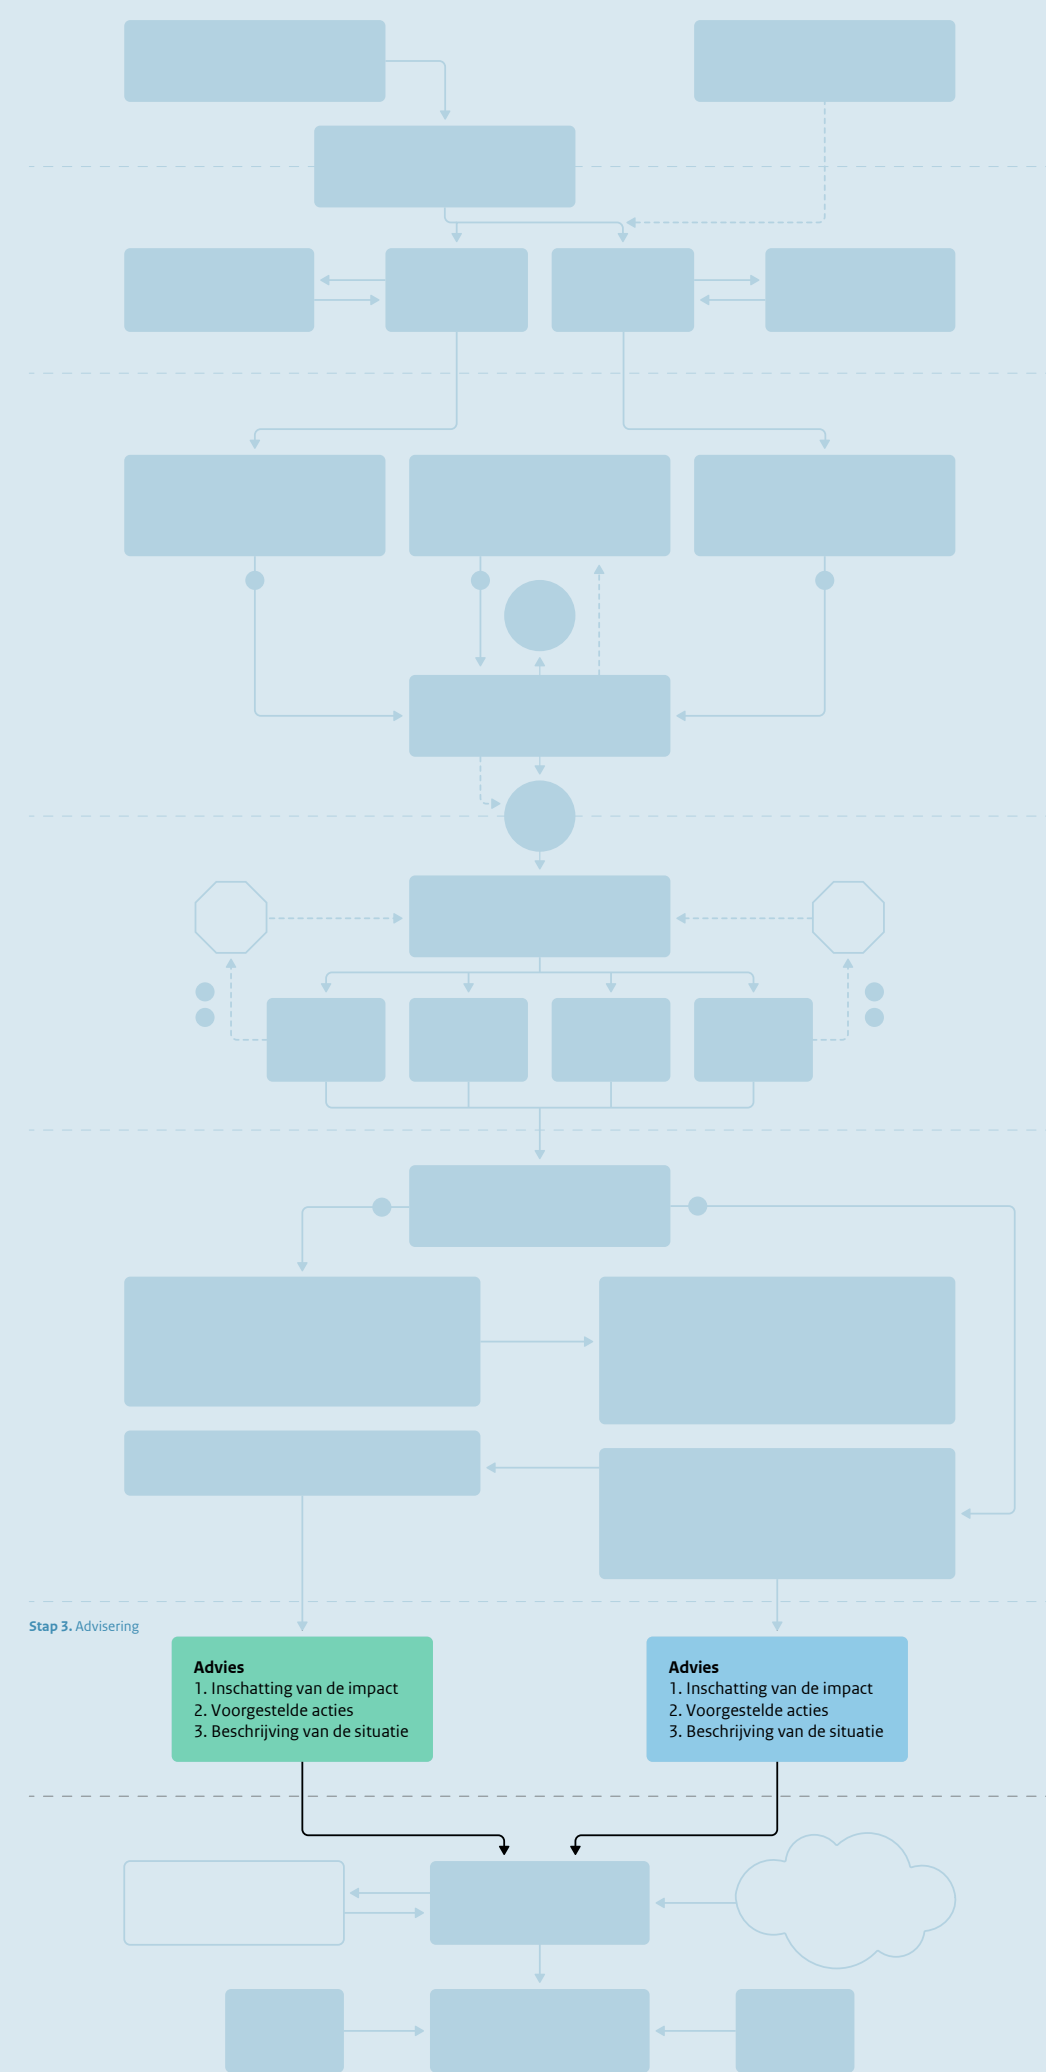 Stap 3. Advisering
Advies
1. Inschatting van de impact
2. Voorgestelde acties
3. Beschrijving van de situatie
Advies
1. Inschatting van de impact
2. Voorgestelde acties
3. Beschrijving van de situatie